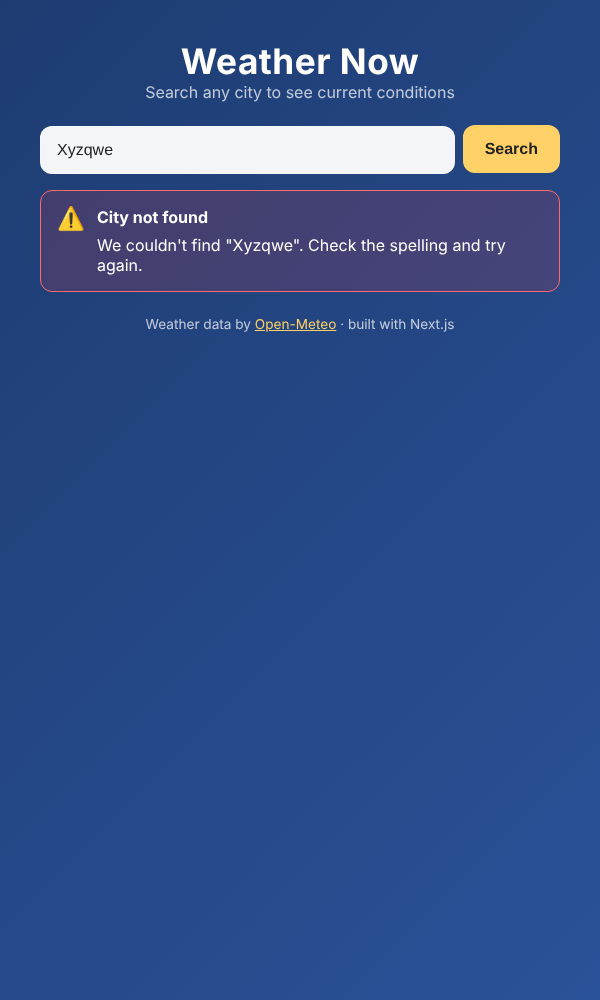 Weather Now
Search any city to see current conditions
Xyzqwe
Search
City not found
We couldn't find "Xyzqwe". Check the spelling and try
again.
Weather data by Open-Meteo · built with Next.js